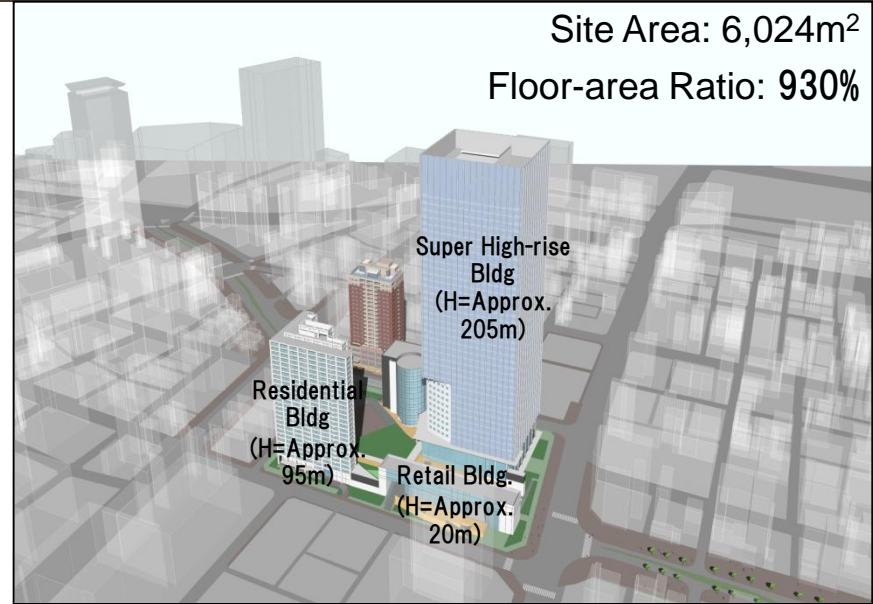 Site Area: 6,024m²
Floor-area Ratio: 930%
Super High-rise
Bldg
(H=Approx.
205m)
Residential
Bldg
(H=Approx.
95m)
Retail Bldg.
(H=Approx.
20m)